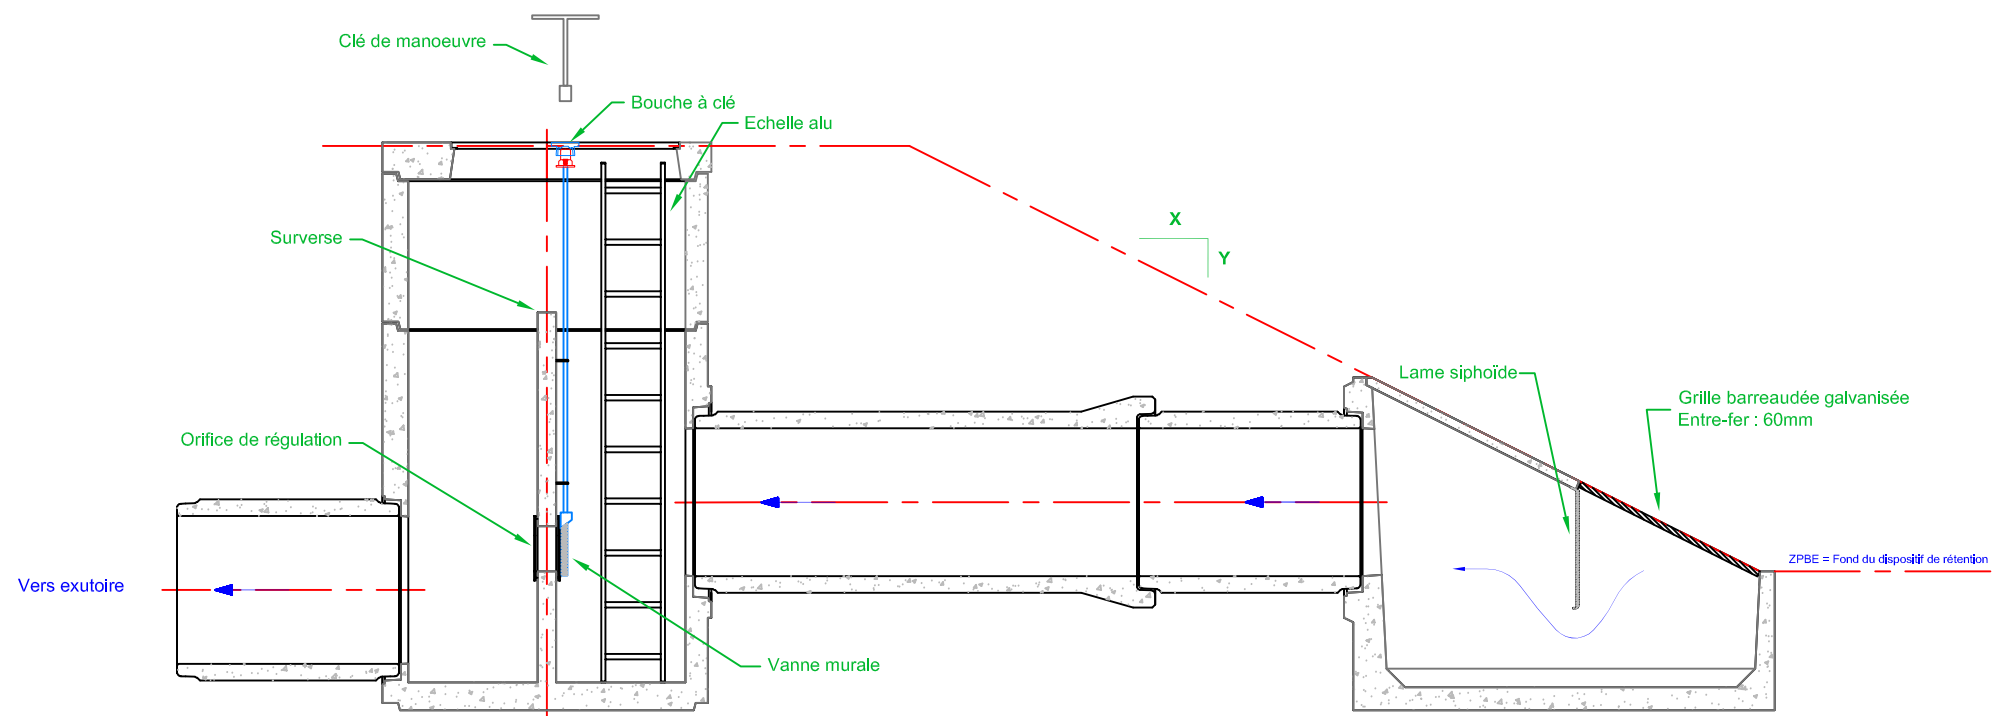 Clé de manoeuvre
Bouche à clé
Echelle alu
Surverse
X
Y
Lame siphoïde
Grille barreaudée galvanisée
Entre-fer : 60mm
Orifice de régulation
ZPBE = Fond du dispositif de rétention
Vers exutoire
Vanne murale